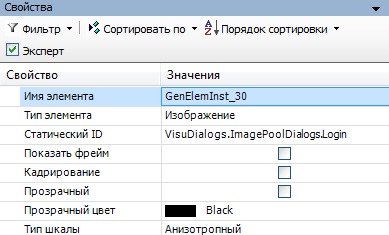 Свойства
Фильтр Сортировать по Порядок сортировки
Эксперт
Свойство Значения
Имя элемента GenElemInst_30
Тип элемента Изображение
Статический ID VisuDialogs.ImagePoolDialogs.Login
Показать фрейм
Кадрирование
Прозрачный
Прозрачный цвет Black
Тип шкалы Анизотропный